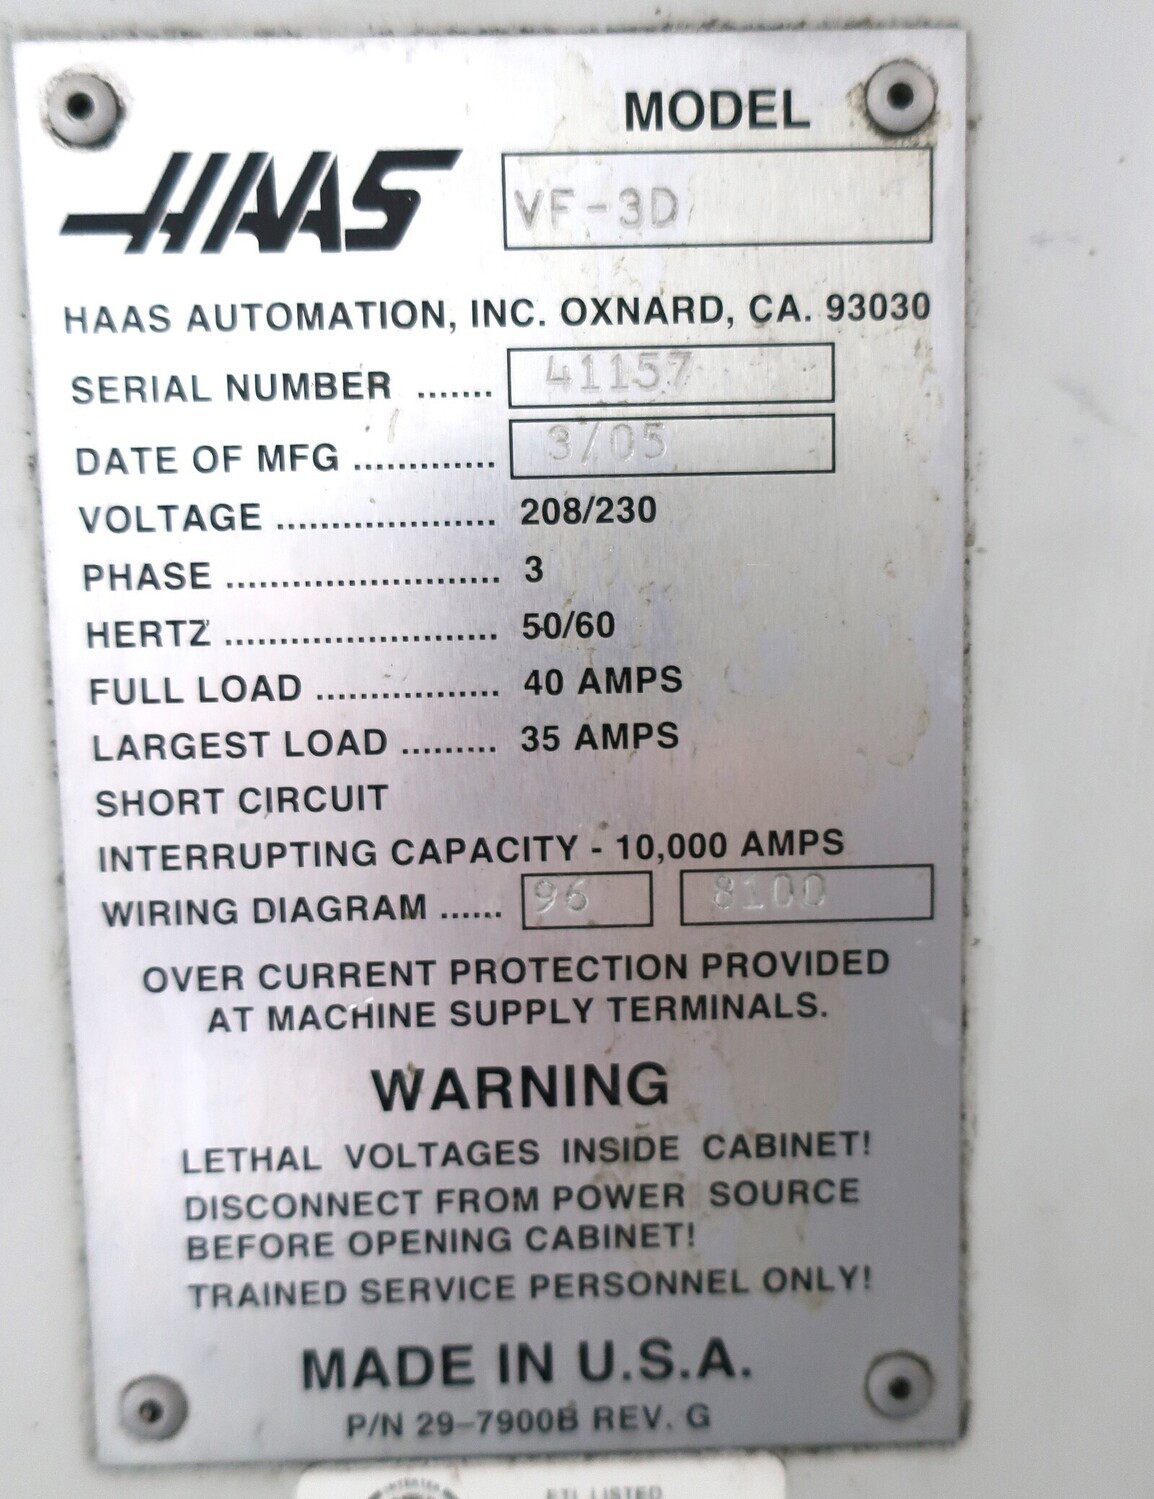 MODEL
HAAS
VF-3D
HAAS AUTOMATION, INC. OXNARD, CA. 93030
SERIAL NUMBER ....... 41157
DATE OF MFG ............. 3/05
VOLTAGE ..................... 208/230
PHASE .......................... 3
HERTZ .......................... 50/60
FULL LOAD ................. 40 AMPS
LARGEST LOAD ......... 35 AMPS
SHORT CIRCUIT
INTERRUPTING CAPACITY - 10,000 AMPS
WIRING DIAGRAM ...... 96 8100
OVER CURRENT PROTECTION PROVIDED
AT MACHINE SUPPLY TERMINALS.
WARNING
LETHAL VOLTAGES INSIDE CABINET!
DISCONNECT FROM POWER SOURCE
BEFORE OPENING CABINET!
TRAINED SERVICE PERSONNEL ONLY!
MADE IN U.S.A.
P/N 29-7900B REV. G
ETL LISTED